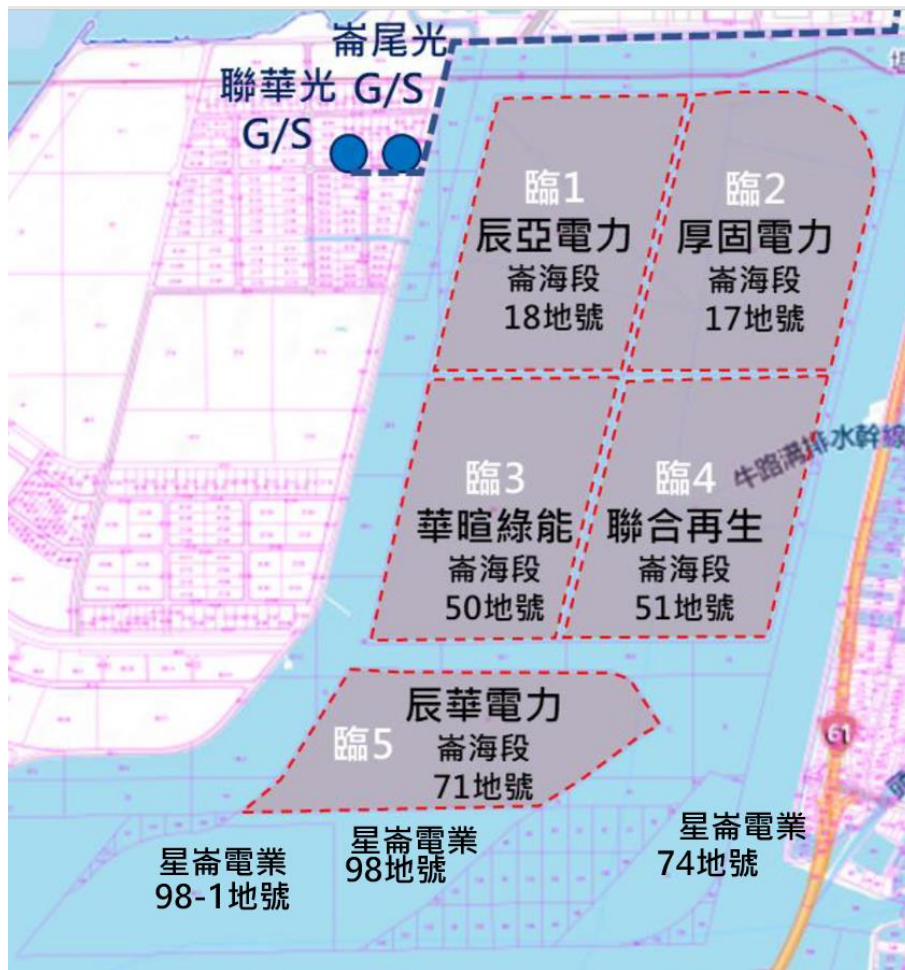 崙尾光
G/S
聯華光
G/S
臨1
辰亞電力
崙海段
18地號
臨2
厚固電力
崙海段
17地號
臨3
華暄綠能
崙海段
50地號
臨4
聯合再生
崙海段
51地號
牛路溝排水幹線
臨5
辰華電力
崙海段
71地號
61
星崙電業
98-1地號
星崙電業
98地號
星崙電業
74地號